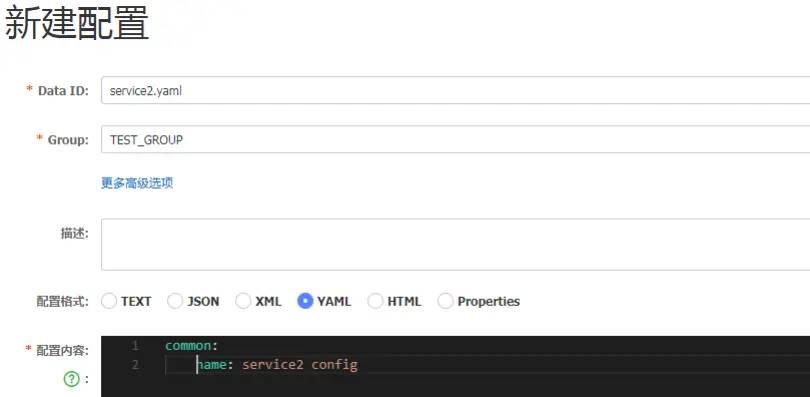 新建配置
* Data ID: service2.yaml
* Group: TEST_GROUP
更多高级选项
描述:
配置格式: TEXT JSON XML YAML HTML Properties
* 配置内容: 1 common:
2 name: service2 config
? :